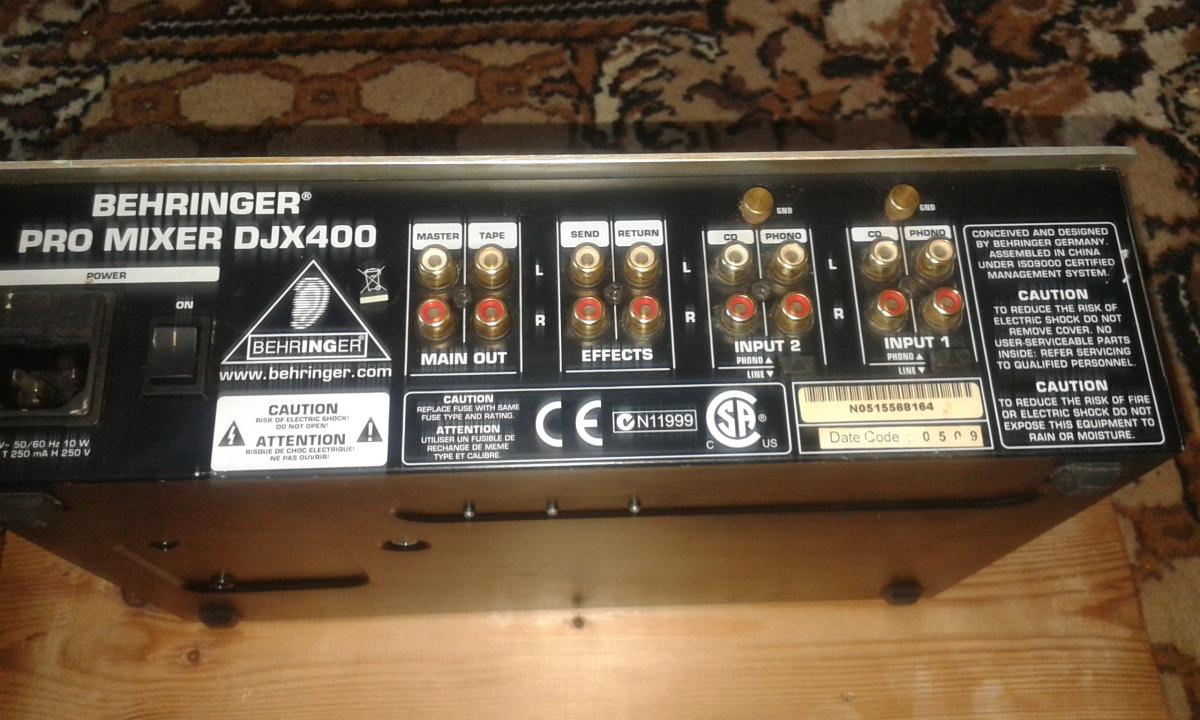 BEHRINGER®
PRO MIXER DJX400
POWER
ON
BEHRINGER
www.behringer.com
CAUTION
RISK OF ELECTRIC SHOCK!
DO NOT OPEN!
ATTENTION
RISQUE DE CHOC ELECTRIQUE!
NE PAS OUVRIR!
V~ 50/60 Hz 10 W
T 250 mA H 250 V
MASTER TAPE
L
R
MAIN OUT
SEND RETURN
L
R
EFFECTS
GND
CD PHONO
L
R
INPUT 2
PHONO ▲
LINE ▼
GND
CD PHONO
INPUT 1
PHONO ▲
LINE ▼
CAUTION
REPLACE FUSE WITH SAME
FUSE TYPE AND RATING.
ATTENTION
UTILISER UN FUSIBLE DE
RECHANGE DE MEME
TYPE ET CALIBRE.
CE
N11999
C SA ® US
N0515568164
Date Code : 0509
CONCEIVED AND DESIGNED
BY BEHRINGER GERMANY.
ASSEMBLED IN CHINA
UNDER ISO9000 CERTIFIED
MANAGEMENT SYSTEM.
CAUTION
TO REDUCE THE RISK OF
ELECTRIC SHOCK DO NOT
REMOVE COVER. NO
USER-SERVICEABLE PARTS
INSIDE: REFER SERVICING
TO QUALIFIED PERSONNEL.
CAUTION
TO REDUCE THE RISK OF FIRE
OR ELECTRIC SHOCK DO NOT
EXPOSE THIS EQUIPMENT TO
RAIN OR MOISTURE.